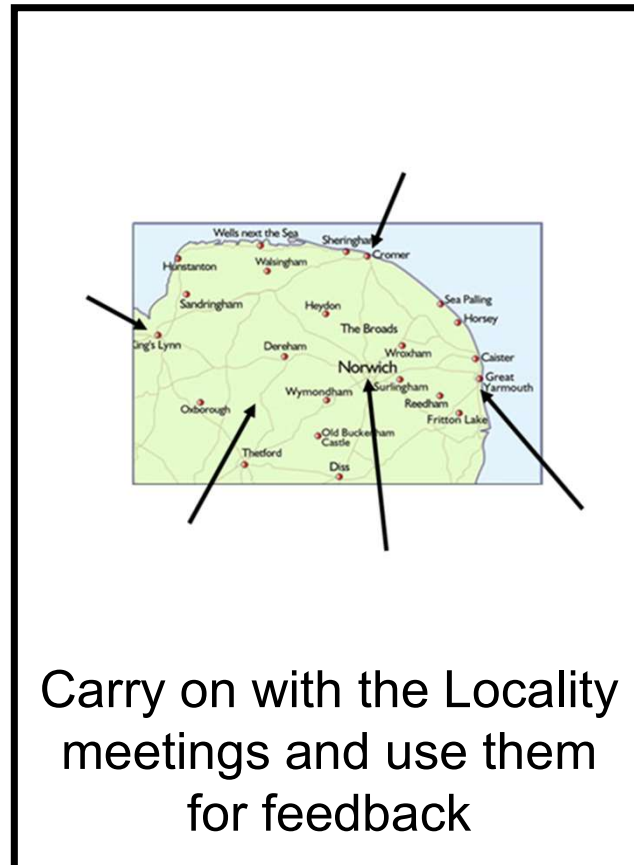 Wells next the Sea
Sheringham
Cromer
Hunstanton
Walsingham
Sandringham
Heydon
Sea Palling
Horsey
The Broads
King's Lynn
Dereham
Wroxham
Caister
Norwich
Great
Yarmouth
Surlingham
Wymondham
Reedham
Oxborough
Fritton Lake
Old Buckenham
Castle
Thetford
Diss
Carry on with the Locality
meetings and use them
for feedback